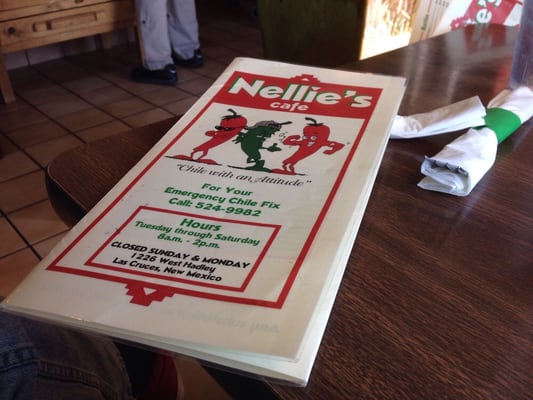 Nellie's
cafe
"Chile with an Attitude"
For Your
Emergency Chile Fix
Call: 524-9982
Hours
Tuesday through Saturday
8a.m. - 2p.m.
CLOSED SUNDAY & MONDAY
1226 West Hadley
Las Cruces, New Mexico